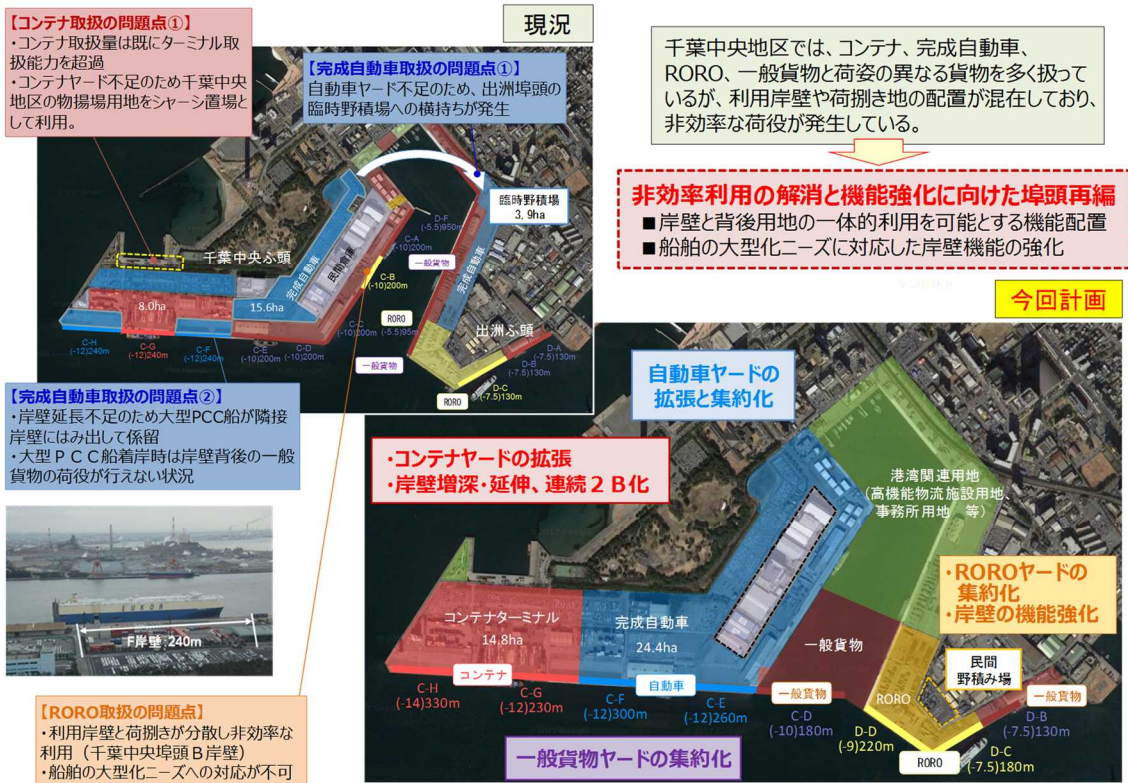 現況
【コンテナ取扱の問題点①】
・コンテナ取扱量は既にターミナル取
扱能力を超過
・コンテナヤード不足のため千葉中央
地区の物揚場用地をシャーシ置場と
して利用。
【完成自動車取扱の問題点①】
自動車ヤード不足のため、出洲埠頭の
臨時野積場への横持ちが発生
臨時野積場
3.9ha
千葉中央ふ頭
完成自動車
民間倉庫
完成自動車
8.0ha
15.6ha
D-F
(-5.5)950m
C-A
(-10)200m
一般貨物
C-B
(-10)200m
RORO
C-C
(-10)200m
出洲ふ頭
D-A
(-7.5)130m
D-B
(-7.5)130m
一般貨物
D-C
(-7.5)130m
RORO
C-H
(-12)240m
C-G
(-12)240m
C-F
(-12)240m
C-E
(-10)200m
C-D
(-10)200m
【完成自動車取扱の問題点②】
・岸壁延長不足のため大型PCC船が隣接
岸壁にはみ出して係留
・大型ＰＣＣ船着岸時は岸壁背後の一般
貨物の荷役が行えない状況
EUKOR
F岸壁 240m
【RORO取扱の問題点】
・利用岸壁と荷捌きが分散し非効率な
利用（千葉中央埠頭Ｂ岸壁）
・船舶の大型化ニーズへの対応が不可
千葉中央地区では、コンテナ、完成自動車、
RORO、一般貨物と荷姿の異なる貨物を多く扱って
いるが、利用岸壁や荷捌き地の配置が混在しており、
非効率な荷役が発生している。
非効率利用の解消と機能強化に向けた埠頭再編
■岸壁と背後用地の一体的利用を可能とする機能配置
■船舶の大型化ニーズに対応した岸壁機能の強化
今回計画
自動車ヤードの
拡張と集約化
・コンテナヤードの拡張
・岸壁増深・延伸、連続２Ｂ化
港湾関連用地
（高機能物流施設用地、
事務所用地　等）
・ROROヤードの
集約化
・岸壁の機能強化
コンテナターミナル
14.8ha
完成自動車
24.4ha
一般貨物
RORO
民間
野積み場
コンテナ
自動車
一般貨物
一般貨物
C-H
(-14)330m
C-G
(-12)230m
C-F
(-12)300m
C-E
(-12)260m
C-D
(-10)180m
D-D
(-9)220m
D-B
(-7.5)130m
D-C
(-7.5)180m
RORO
一般貨物ヤードの集約化